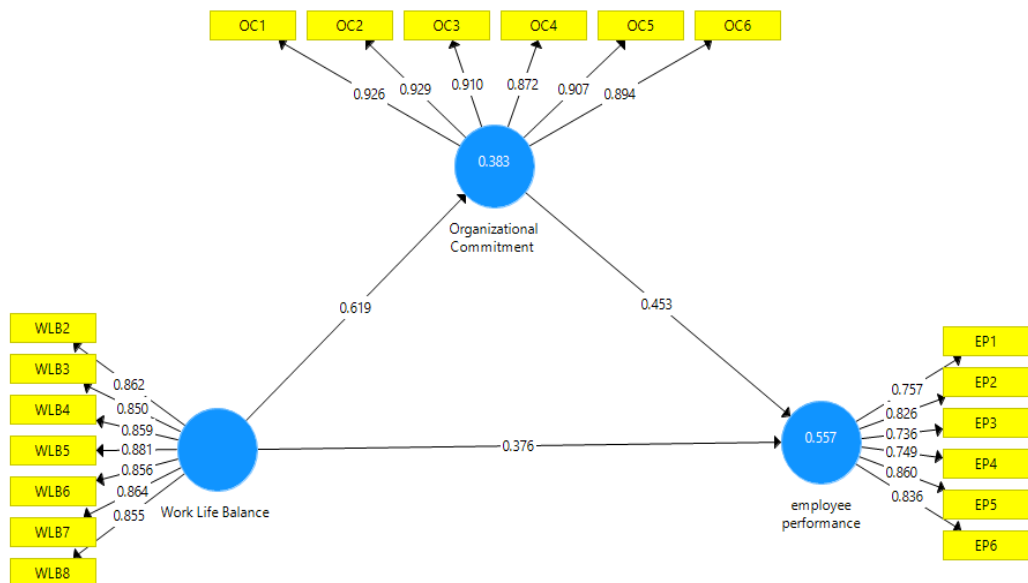 OC1 OC2 OC3 OC4 OC5 OC6
0.926 0.929 0.910 0.872 0.907 0.894
0.383
Organizational
Commitment
0.619
0.453
WLB2
WLB3
WLB4
WLB5
WLB6
WLB7
WLB8
0.862
0.850
0.859
0.881
0.856
0.864
0.855
Work Life Balance
0.376
0.557
employee
performance
0.757
0.826
0.736
0.749
0.860
0.836
EP1
EP2
EP3
EP4
EP5
EP6